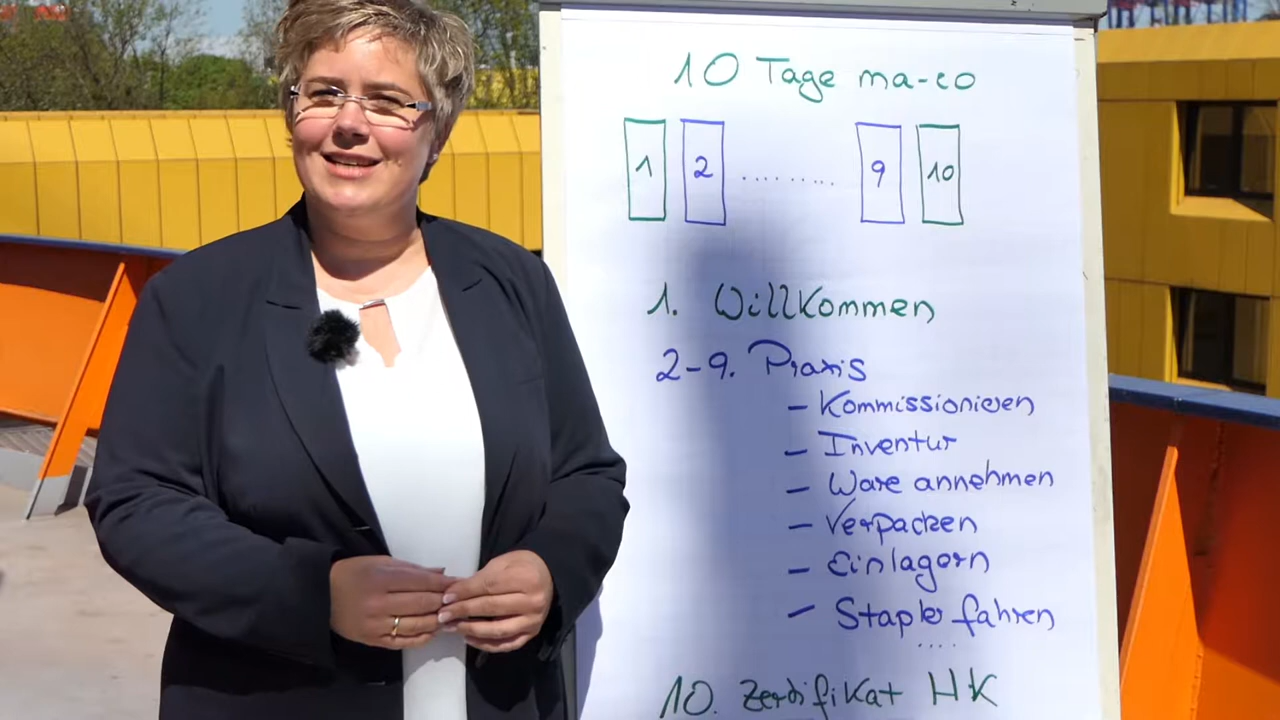 10 Tage ma-co
1 2 ......... 9 10
1. Willkommen
2-9. Praxis
- Kommissionieren
- Inventur
- Ware annehmen
- Verpacken
- Einlagern
- Stapler fahren
....
10. Zertifikat HK